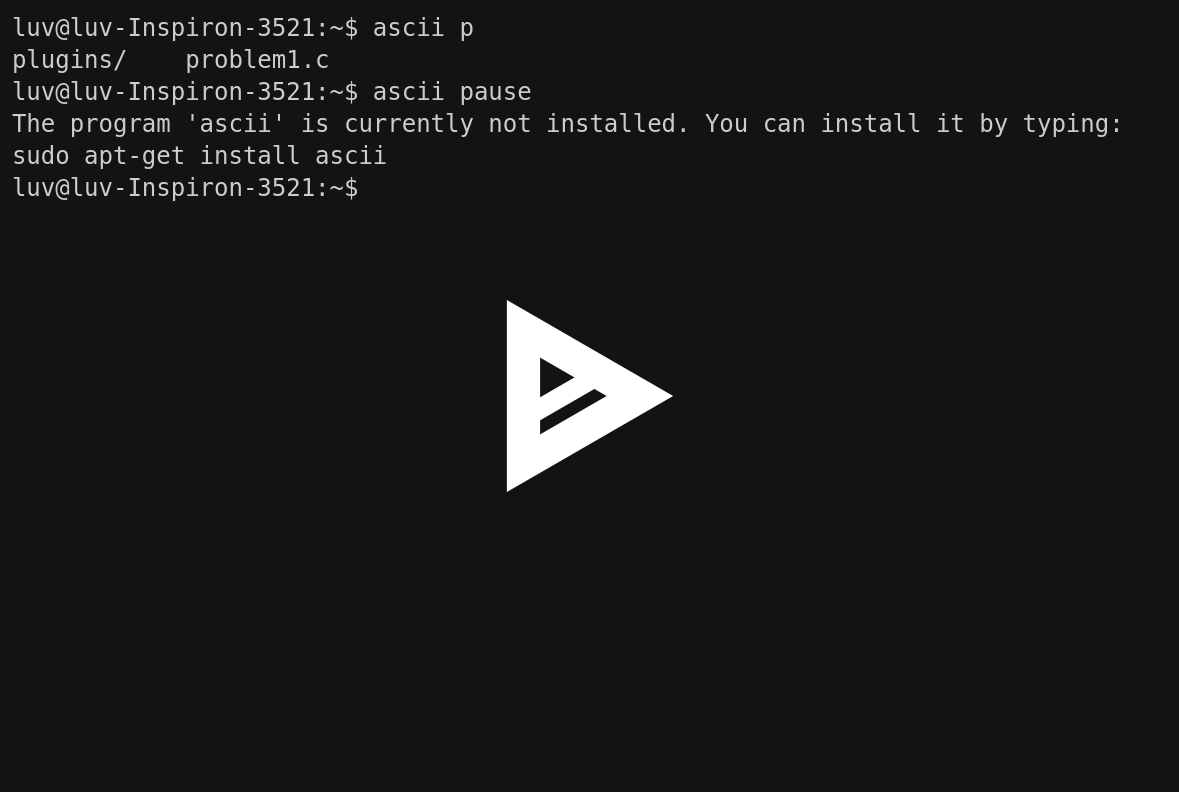 luv@luv-Inspiron-3521:~$ ascii p
plugins/    problem1.c
luv@luv-Inspiron-3521:~$ ascii pause
The program 'ascii' is currently not installed. You can install it by typing:
sudo apt-get install ascii
luv@luv-Inspiron-3521:~$